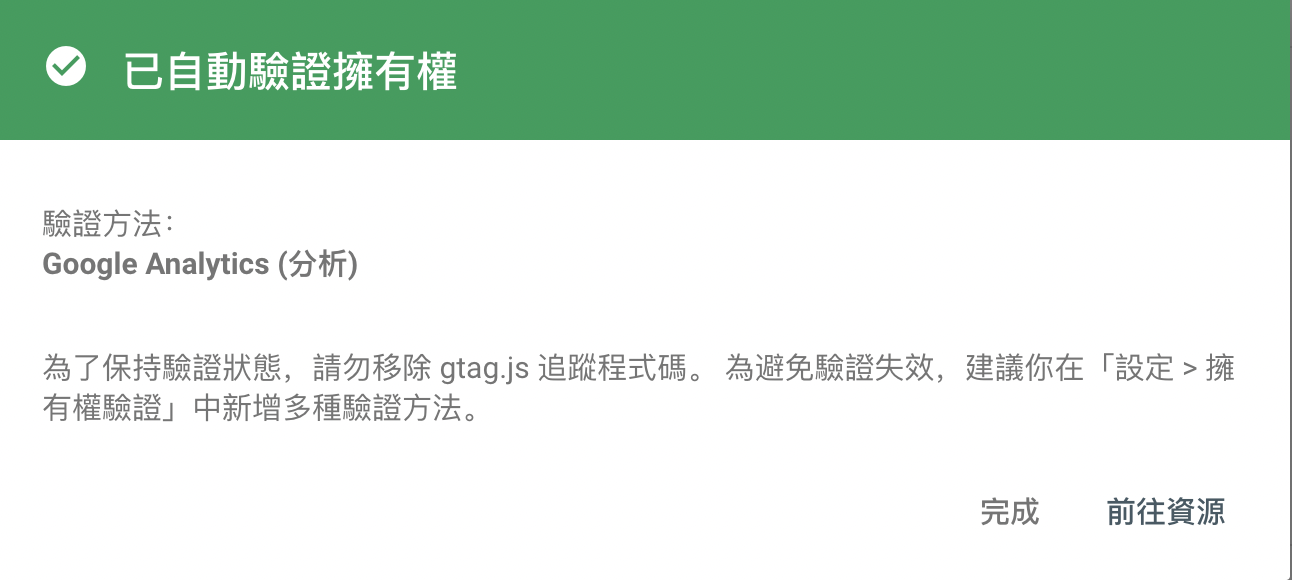 已自動驗證擁有權
驗證方法：
Google Analytics (分析)
為了保持驗證狀態，請勿移除 gtag.js 追蹤程式碼。 為避免驗證失效，建議你在「設定 > 擁
有權驗證」中新增多種驗證方法。
完成 前往資源